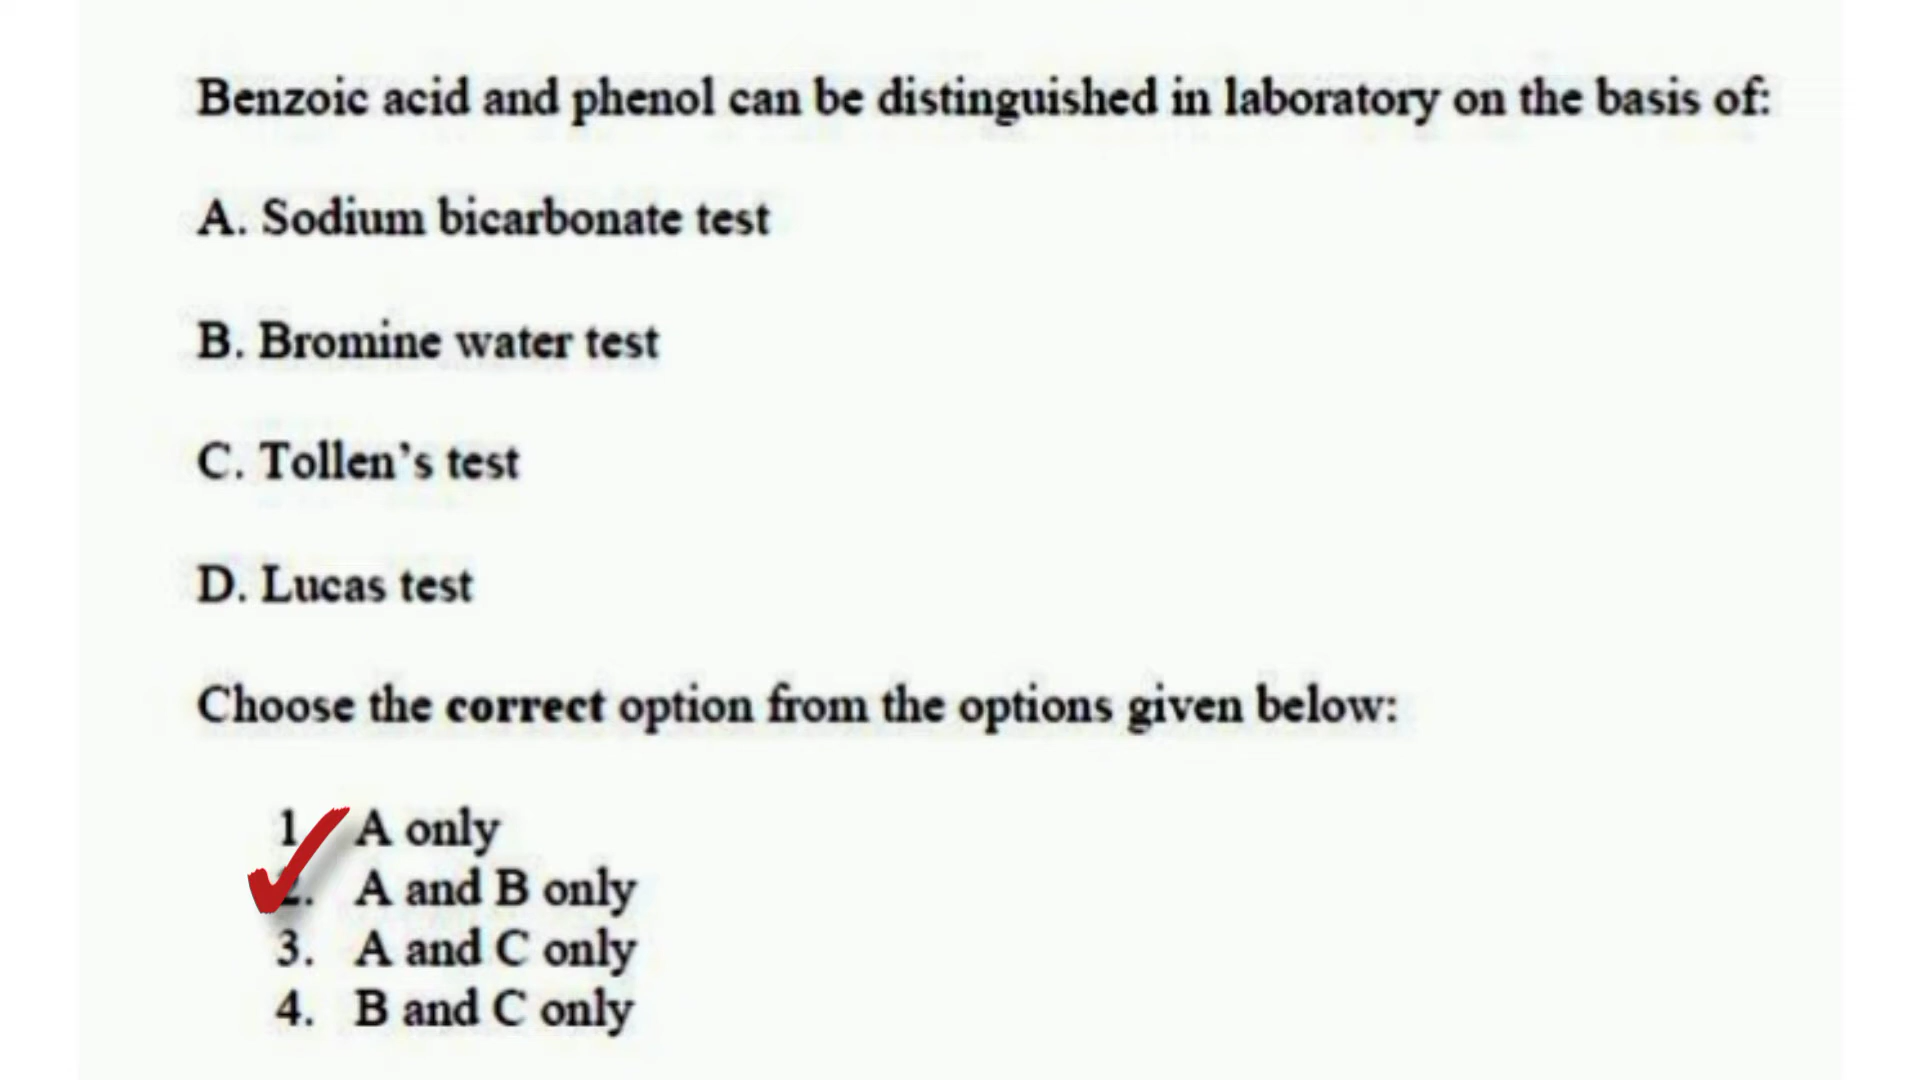 Benzoic acid and phenol can be distinguished in laboratory on the basis of:
A. Sodium bicarbonate test
B. Bromine water test
C. Tollen’s test
D. Lucas test
Choose the correct option from the options given below:
1 A only
2. A and B only
3. A and C only
4. B and C only